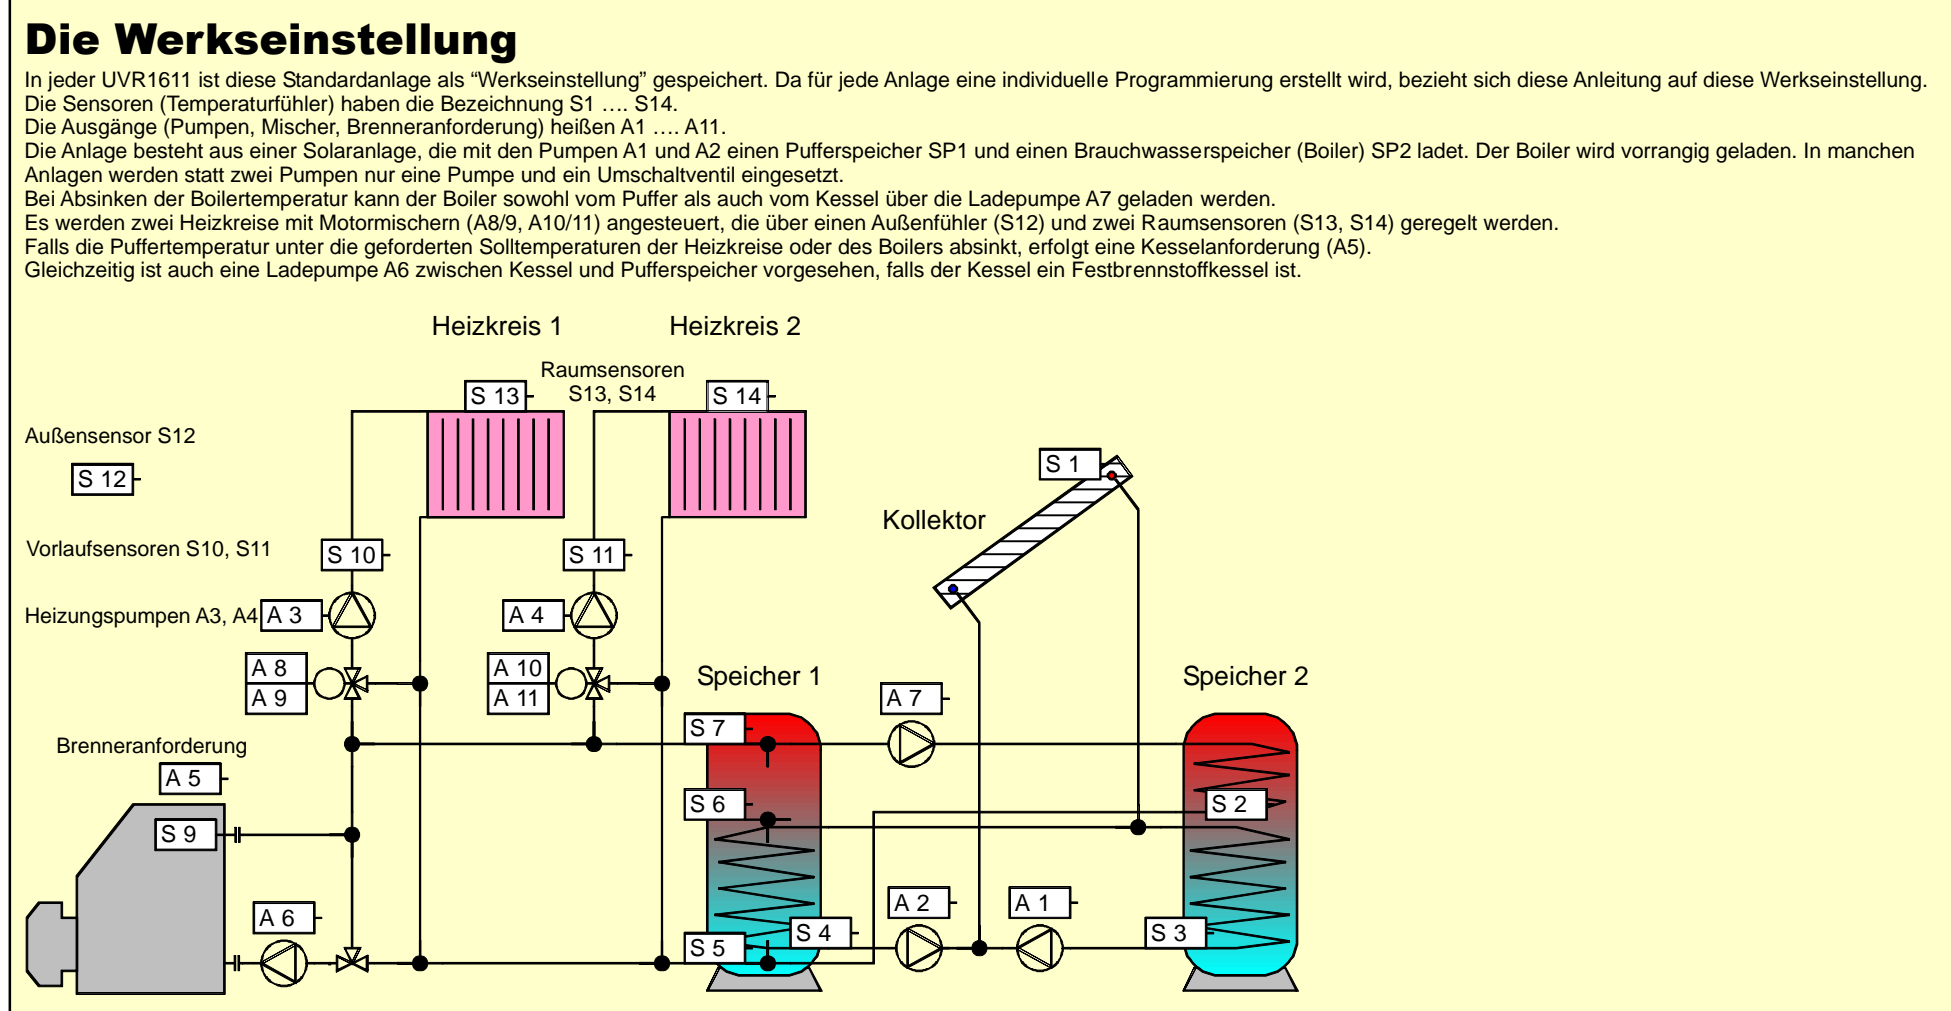 Die Werkseinstellung
In jeder UVR1611 ist diese Standardanlage als “Werkseinstellung” gespeichert. Da für jede Anlage eine individuelle Programmierung erstellt wird, bezieht sich diese Anleitung auf diese Werkseinstellung.
Die Sensoren (Temperaturfühler) haben die Bezeichnung S1 …. S14.
Die Ausgänge (Pumpen, Mischer, Brenneranforderung) heißen A1 …. A11.
Die Anlage besteht aus einer Solaranlage, die mit den Pumpen A1 und A2 einen Pufferspeicher SP1 und einen Brauchwasserspeicher (Boiler) SP2 ladet. Der Boiler wird vorrangig geladen. In manchen
Anlagen werden statt zwei Pumpen nur eine Pumpe und ein Umschaltventil eingesetzt.
Bei Absinken der Boilertemperatur kann der Boiler sowohl vom Puffer als auch vom Kessel über die Ladepumpe A7 geladen werden.
Es werden zwei Heizkreise mit Motormischern (A8/9, A10/11) angesteuert, die über einen Außenfühler (S12) und zwei Raumsensoren (S13, S14) geregelt werden.
Falls die Puffertemperatur unter die geforderten Solltemperaturen der Heizkreise oder des Boilers absinkt, erfolgt eine Kesselanforderung (A5).
Gleichzeitig ist auch eine Ladepumpe A6 zwischen Kessel und Pufferspeicher vorgesehen, falls der Kessel ein Festbrennstoffkessel ist.
Heizkreis 1
Heizkreis 2
Raumsensoren
S13, S14
S 13
S 14
Außensensor S12
S 12
S 1
Kollektor
Vorlaufsensoren S10, S11
S 10
S 11
Heizungspumpen A3, A4
A 3
A 4
A 8
A 9
A 10
A 11
Speicher 1
Speicher 2
A 7
S 7
Brenneranforderung
A 5
S 6
S 2
S 9
A 6
A 2
A 1
S 4
S 3
S 5